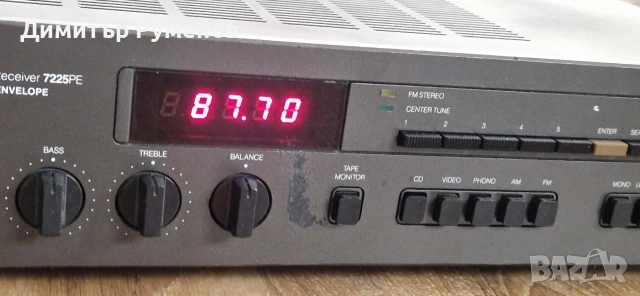 Димитър Руменов
Receiver 7225PE
ENVELOPE
87.70
FM STEREO
CENTER TUNE
1 2 3 4 5 ENTER
BASS TREBLE BALANCE
TAPE
MONITOR
CD VIDEO PHONO AM FM MONO
BAZAR